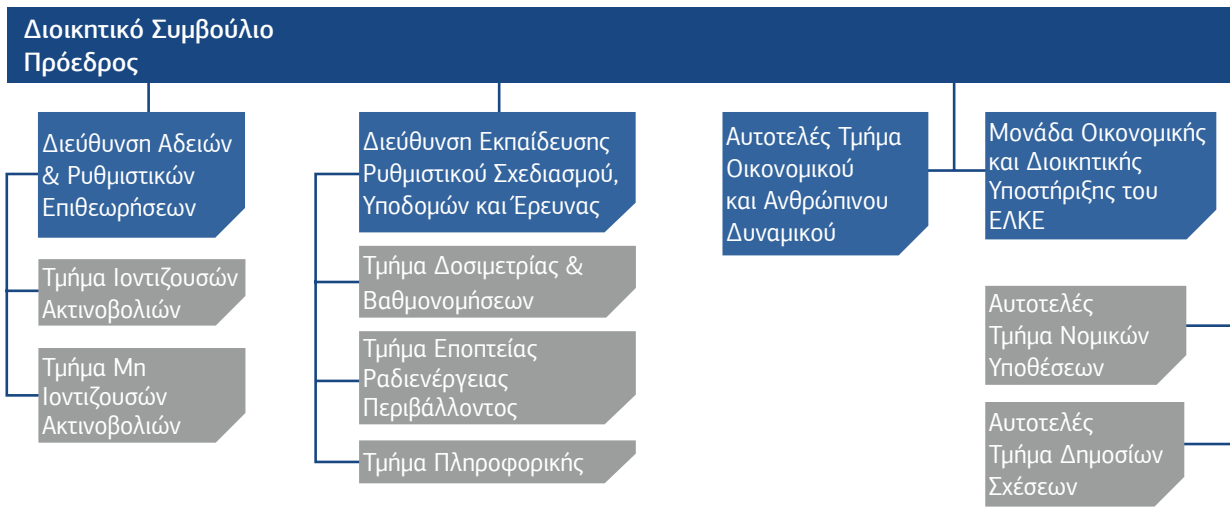 Διοικητικό Συμβούλιο
Πρόεδρος
Διεύθυνση Αδειών
& Ρυθμιστικών
Επιθεωρήσεων
Τμήμα Ιοντιζουσών
Ακτινοβολιών
Τμήμα Μη
Ιοντιζουσών
Ακτινοβολιών
Διεύθυνση Εκπαίδευσης
Ρυθμιστικού Σχεδιασμού,
Υποδομών και Έρευνας
Τμήμα Δοσιμετρίας &
Βαθμονομήσεων
Τμήμα Εποπτείας
Ραδιενέργειας
Περιβάλλοντος
Τμήμα Πληροφορικής
Αυτοτελές Τμήμα
Οικονομικού
και Ανθρώπινου
Δυναμικού
Μονάδα Οικονομικής
και Διοικητικής
Υποστήριξης του
ΕΛΚΕ
Αυτοτελές
Τμήμα Νομικών
Υποθέσεων
Αυτοτελές
Τμήμα Δημοσίων
Σχέσεων